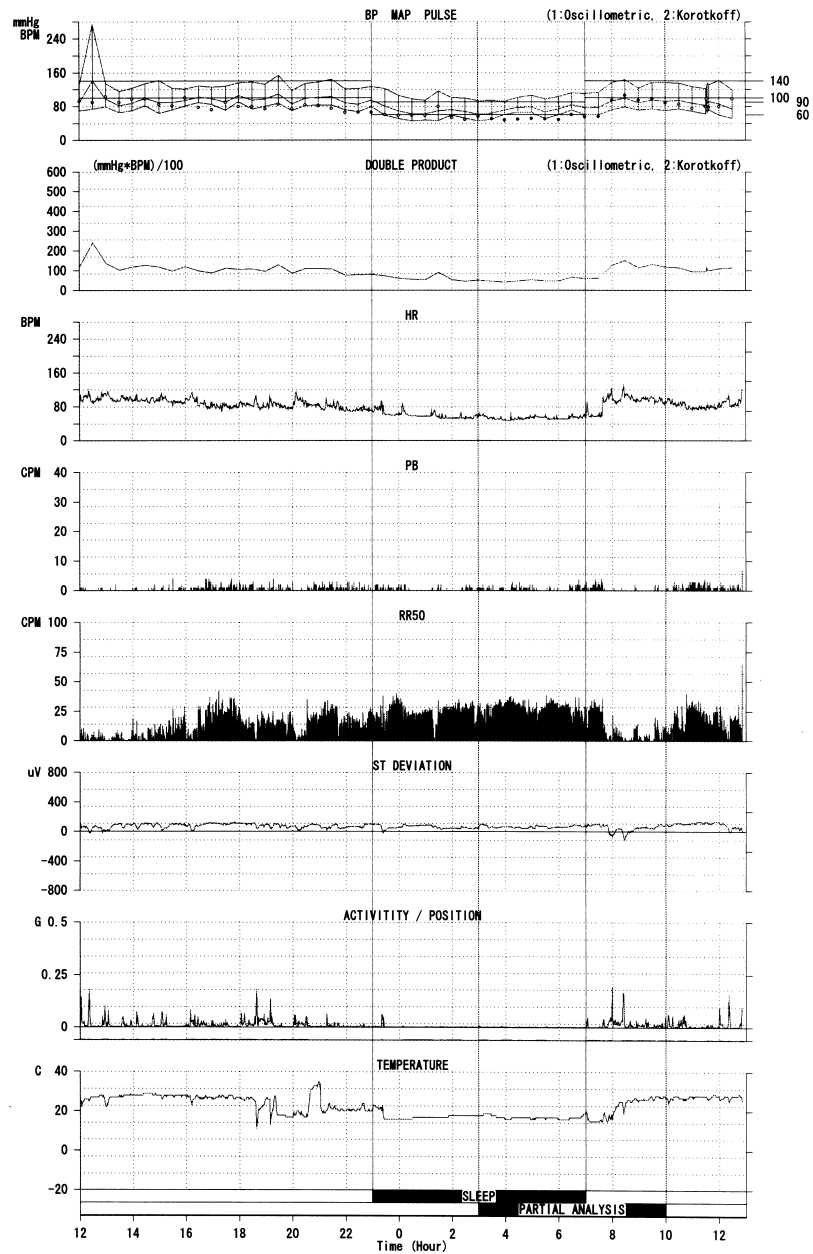 mmHg BP MAP PULSE (1:Oscillometric, 2:Korotkoff)
BPM
240
160
140
100
90
80
60
0
(mmHg*BPM)/100 DOUBLE PRODUCT (1:Oscillometric, 2:Korotkoff)
600
500
400
300
200
100
0
HR
BPM
240
160
80
0
PB
CPM 40
30
20
10
0
RR50
CPM 100
75
50
25
0
ST DEVIATION
uV 800
400
0
-400
-800
ACTIVITITY / POSITION
G 0.5
0.25
0
TEMPERATURE
C 40
20
0
-20
SLEEP
PARTIAL ANALYSIS
12 14 16 18 20 22 0 2 4 6 8 10 12
Time (Hour)